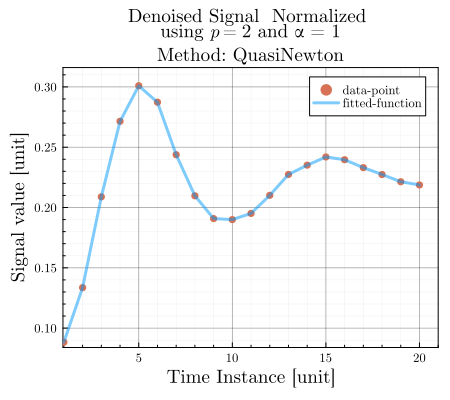 Denoised Signal Normalized
using p = 2 and α = 1
Method: QuasiNewton
data-point
fitted-function
Signal value [unit]
0.30
0.25
0.20
0.15
0.10
5
10
15
20
Time Instance [unit]